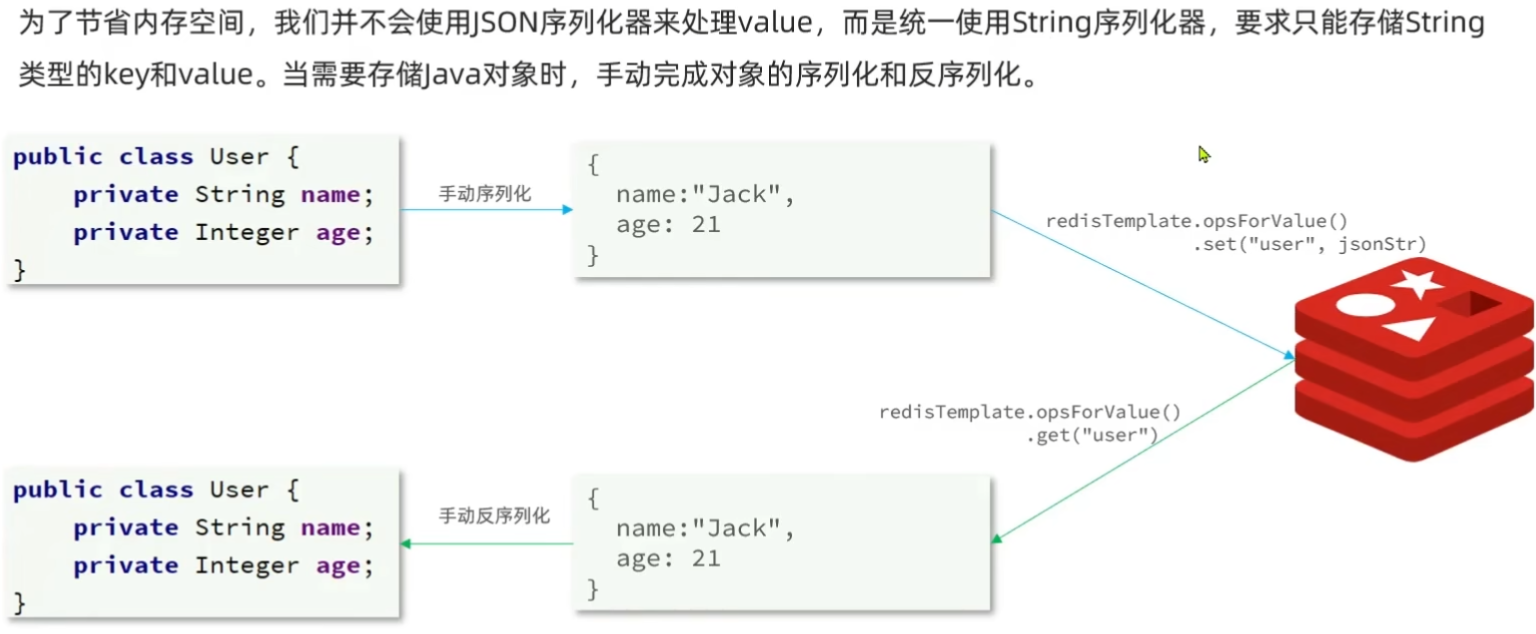 为了节省内存空间，我们并不会使用JSON序列化器来处理value，而是统一使用String序列化器，要求只能存储String
类型的key和value。当需要存储Java对象时，手动完成对象的序列化和反序列化。
public class User {
    private String name;
    private Integer age;
}
手动序列化
{
  name:"Jack",
  age: 21
}
redisTemplate.opsForValue()
.set("user", jsonStr)
redisTemplate.opsForValue()
.get("user")
public class User {
    private String name;
    private Integer age;
}
手动反序列化
{
  name:"Jack",
  age: 21
}